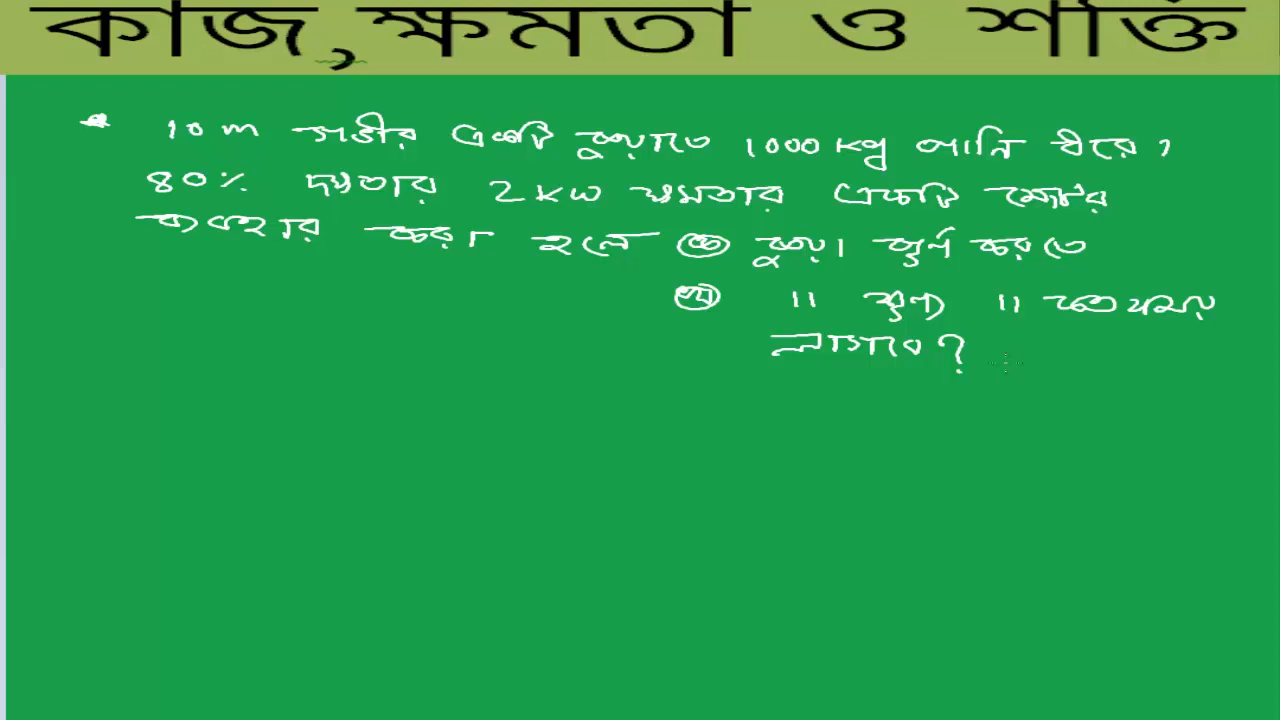 কাজ,ক্ষমতা ও শক্তি
10 m গভীর একটি কুয়াতে 1000 kg পানি ধরে,
80% দক্ষতার 2 kw ক্ষমতার একটি মোটর
ব্যবহার করা হলে (ক) কুয়া পূর্ণ করতে
(খ) " শূন্য " কত সময়
লাগবে?